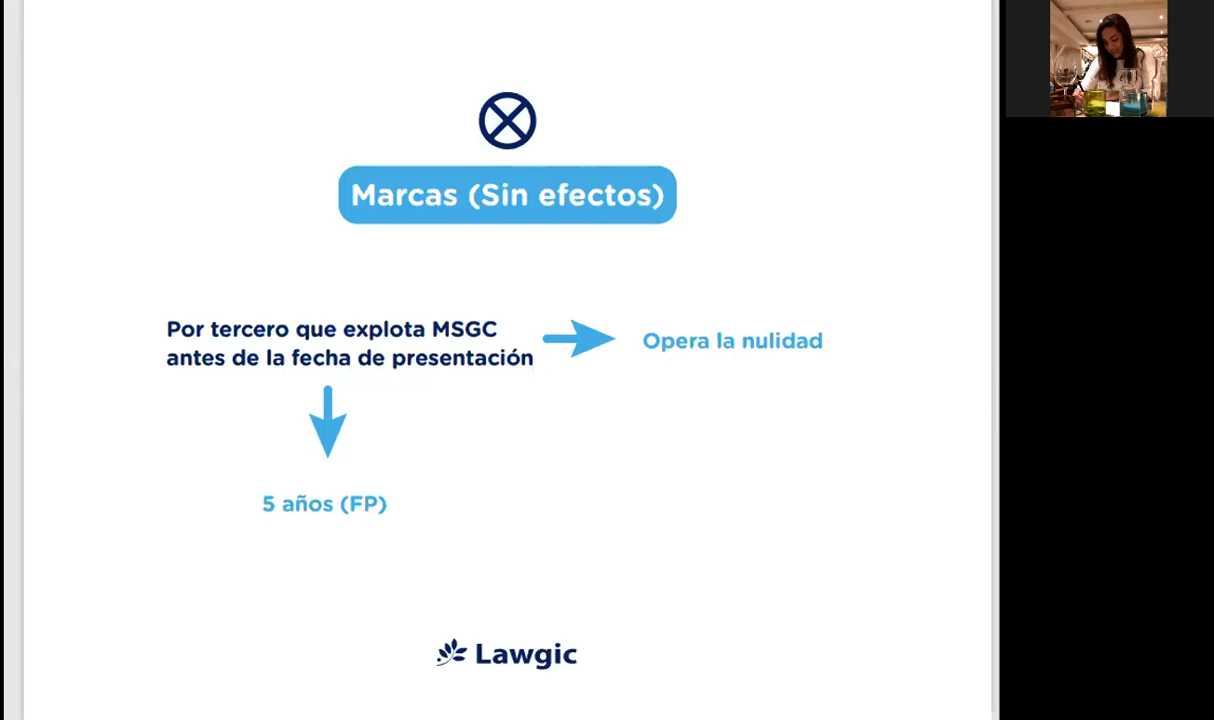 Marcas (Sin efectos)
Por tercero que explota MSGC
antes de la fecha de presentación
Opera la nulidad
5 años (FP)
Lawgic